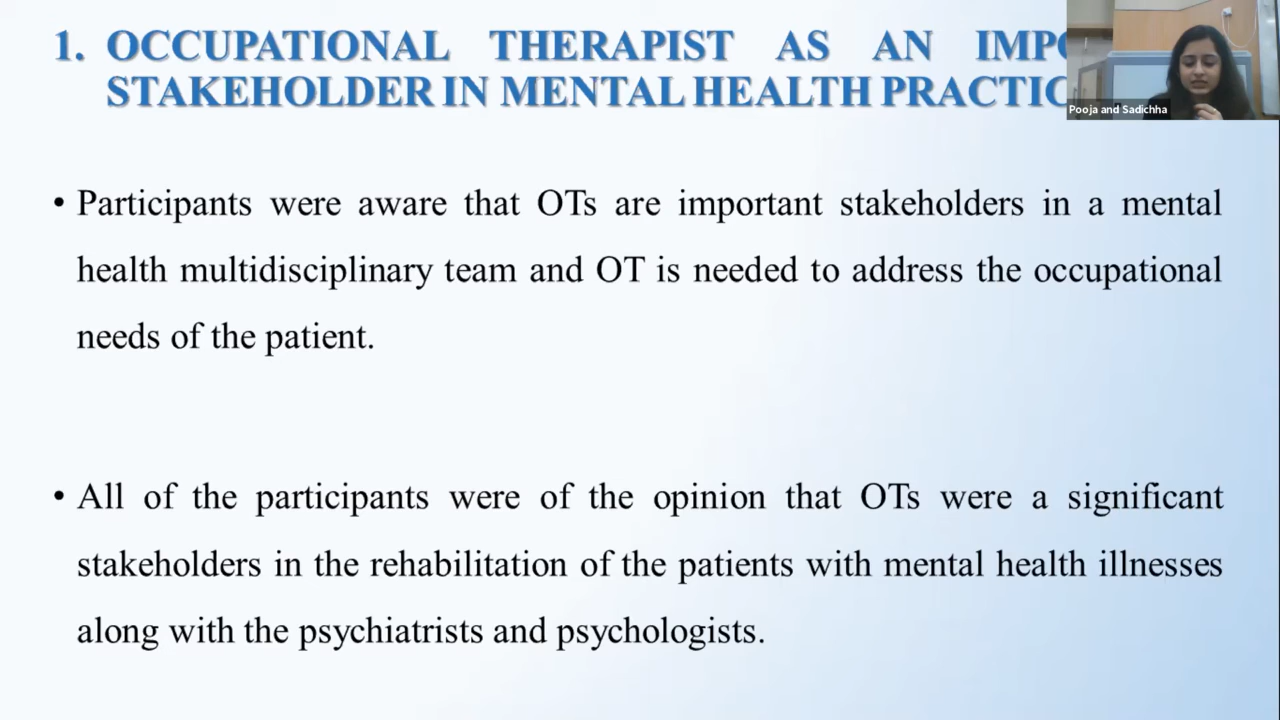 1. OCCUPATIONAL THERAPIST AS AN
STAKEHOLDER IN MENTAL HEALTH
Pooja and Sadichha
• Participants were aware that OTs are important stakeholders in a mental
health multidisciplinary team and OT is needed to address the occupational
needs of the patient.
• All of the participants were of the opinion that OTs were a significant
stakeholders in the rehabilitation of the patients with mental health illnesses
along with the psychiatrists and psychologists.